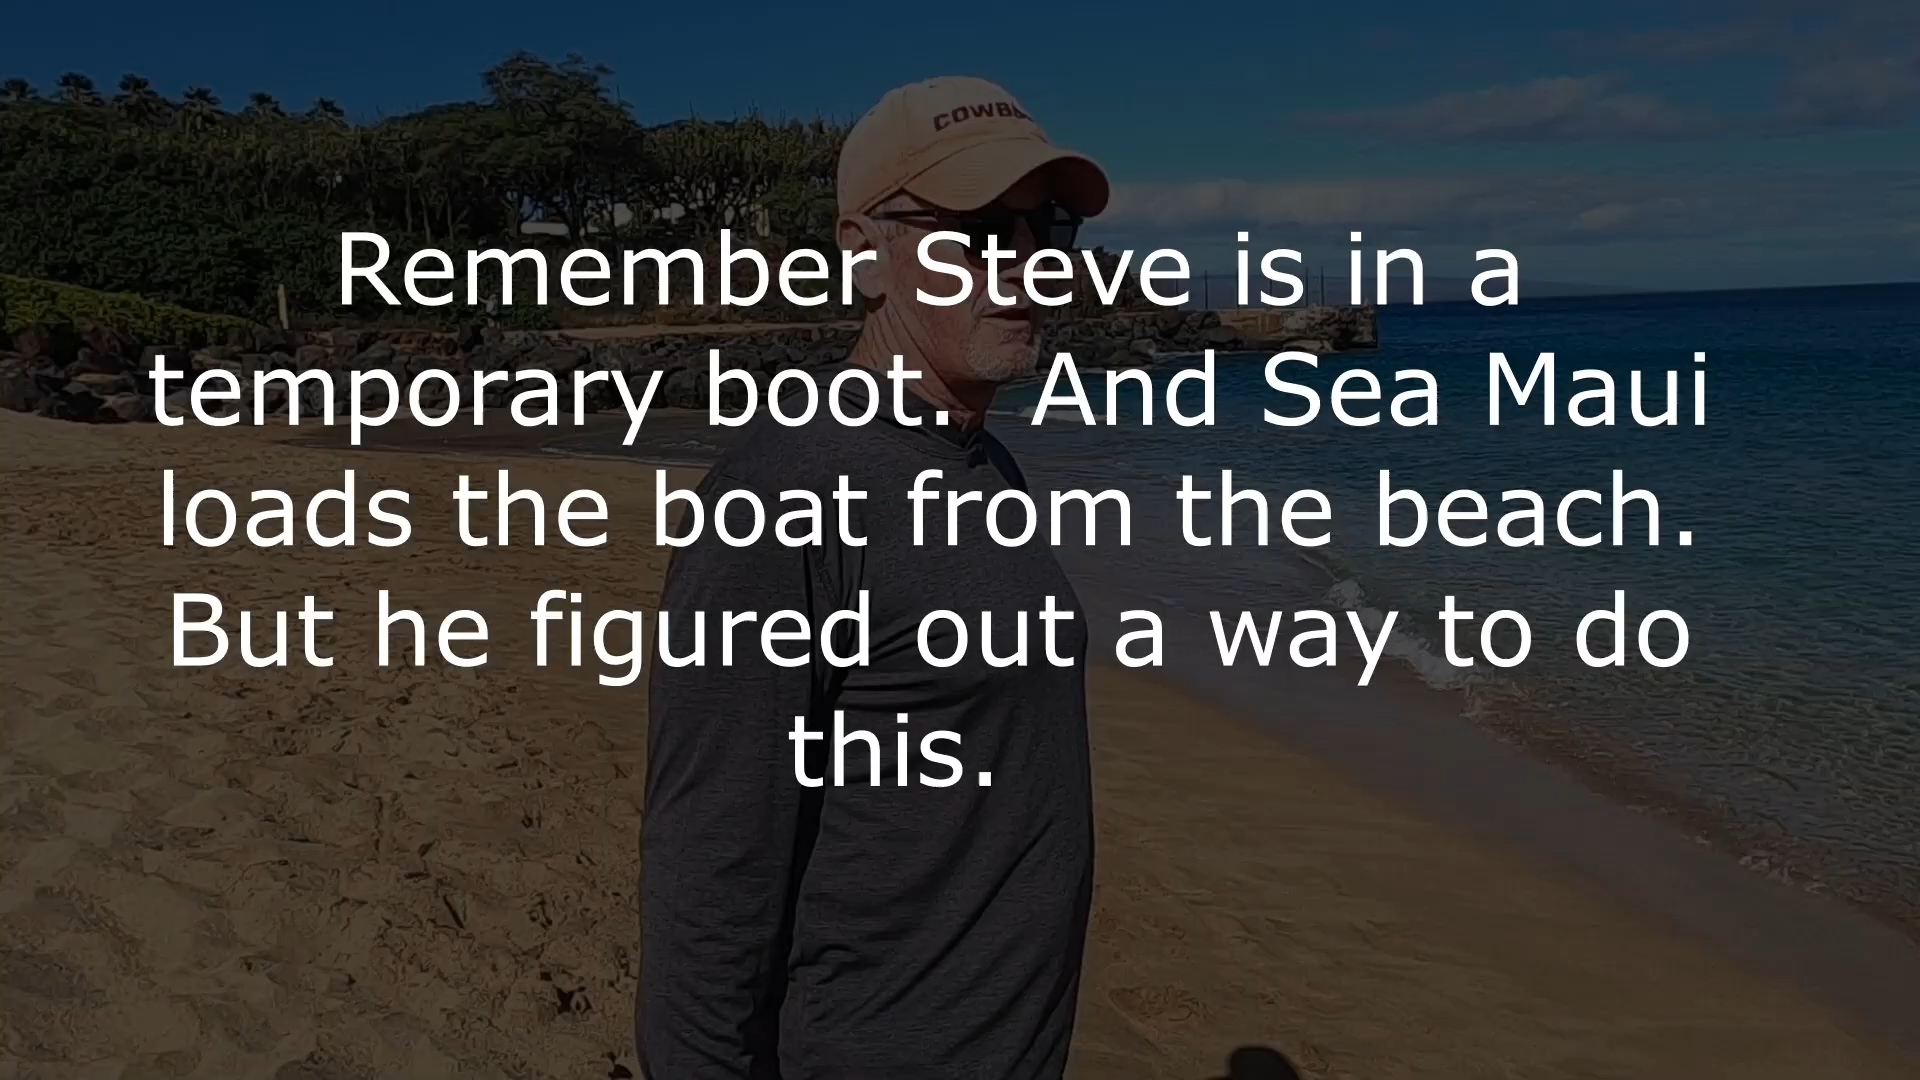 COWB
Remember Steve is in a
temporary boot.  And Sea Maui
loads the boat from the beach.
But he figured out a way to do
this.